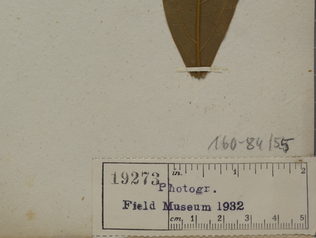 160-84/55
19273
in. 1 2
Photogr.
Field Museum 1932
cm. 1 2 3 4 5